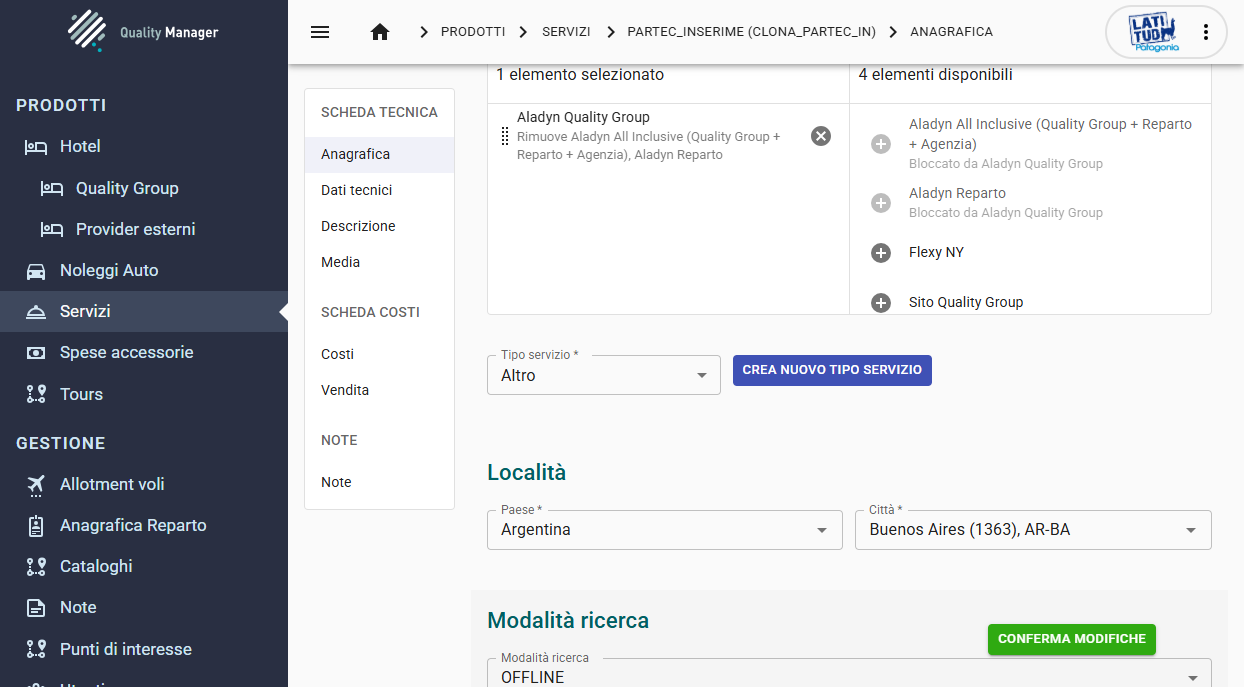 Quality Manager
PRODOTTI
Hotel
Quality Group
Provider esterni
Noleggi Auto
Servizi
Spese accessorie
Tours
GESTIONE
Allotment voli
Anagrafica Reparto
Cataloghi
Note
Punti di interesse
PRODOTTI
SERVIZI
PARTEC_INSERIME (CLONA_PARTEC_IN)
ANAGRAFICA
LATI
TUD
Patagonia
SCHEDA TECNICA
Anagrafica
Dati tecnici
Descrizione
Media
SCHEDA COSTI
Costi
Vendita
NOTE
Note
1 elemento selezionato
Aladyn Quality Group
Rimuove Aladyn All Inclusive (Quality Group +
Reparto + Agenzia), Aladyn Reparto
4 elementi disponibili
Aladyn All Inclusive (Quality Group + Reparto
+ Agenzia)
Bloccato da Aladyn Quality Group
Aladyn Reparto
Bloccato da Aladyn Quality Group
Flexy NY
Sito Quality Group
Tipo servizio *
Altro
CREA NUOVO TIPO SERVIZIO
Località
Paese *
Argentina
Città *
Buenos Aires (1363), AR-BA
Modalità ricerca
CONFERMA MODIFICHE
Modalità ricerca
OFFLINE